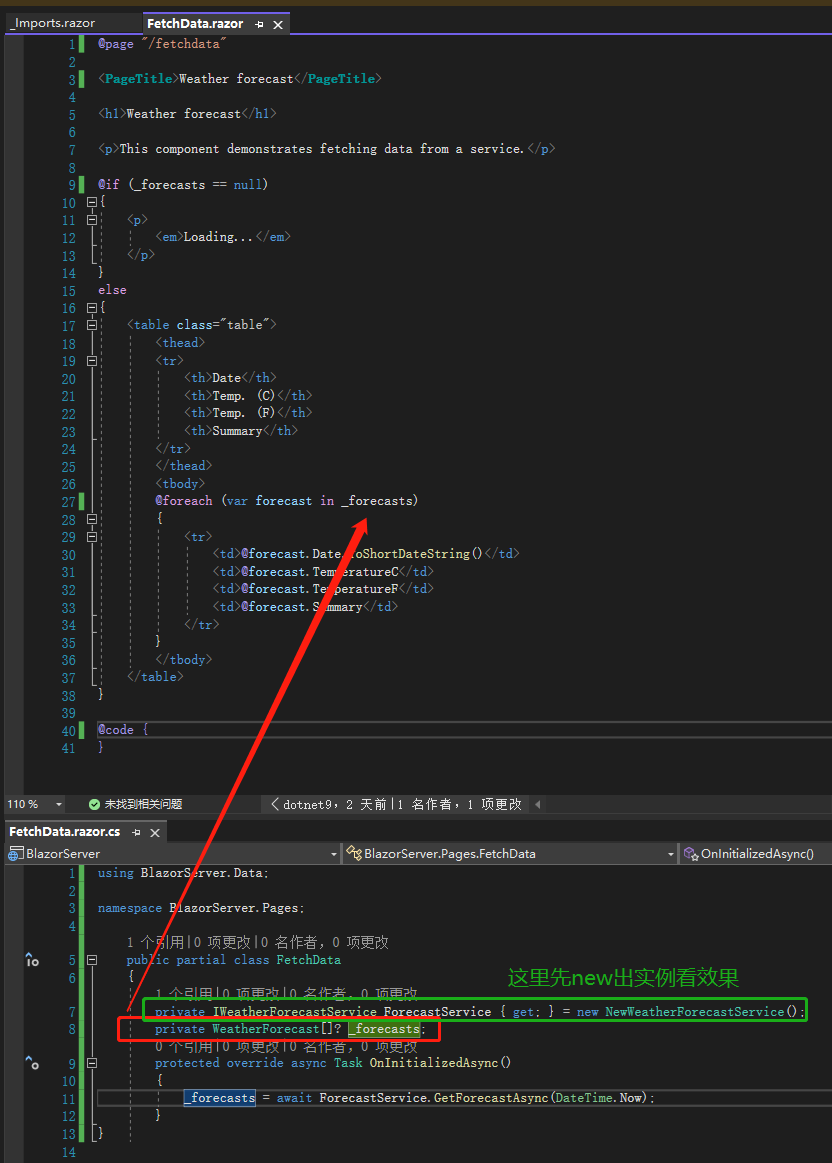 _Imports.razor
FetchData.razor
1 @page "/fetchdata"
2
3 <PageTitle>Weather forecast</PageTitle>
4
5 <h1>Weather forecast</h1>
6
7 <p>This component demonstrates fetching data from a service.</p>
8
9 @if (_forecasts == null)
10 {
11 <p>
12 <em>Loading...</em>
13 </p>
14 }
15 else
16 {
17 <table class="table">
18 <thead>
19 <tr>
20 <th>Date</th>
21 <th>Temp. (C)</th>
22 <th>Temp. (F)</th>
23 <th>Summary</th>
24 </tr>
25 </thead>
26 <tbody>
27 @foreach (var forecast in _forecasts)
28 {
29 <tr>
30 <td>@forecast.Date.ToShortDateString()</td>
31 <td>@forecast.TemperatureC</td>
32 <td>@forecast.TemperatureF</td>
33 <td>@forecast.Summary</td>
34 </tr>
35 }
36 </tbody>
37 </table>
38 }
39
40 @code {
41 }
110 % 未找到相关问题 dotnet9，2 天前|1 名作者，1 项更改
FetchData.razor.cs
BlazorServer BlazorServer.Pages.FetchData OnInitializedAsync()
1 using BlazorServer.Data;
2
3 namespace BlazorServer.Pages;
4
1 个引用|0 项更改|0 名作者，0 项更改
5 public partial class FetchData
6 {
这里先new出实例看效果
1 个引用|0 项更改|0 名作者，0 项更改
7 private IWeatherForecastService ForecastService { get; } = new NewWeatherForecastService();
8 private WeatherForecast[]? _forecasts;
0 个引用|0 项更改|0 名作者，0 项更改
9 protected override async Task OnInitializedAsync()
10 {
11 _forecasts = await ForecastService.GetForecastAsync(DateTime.Now);
12 }
13 }
14